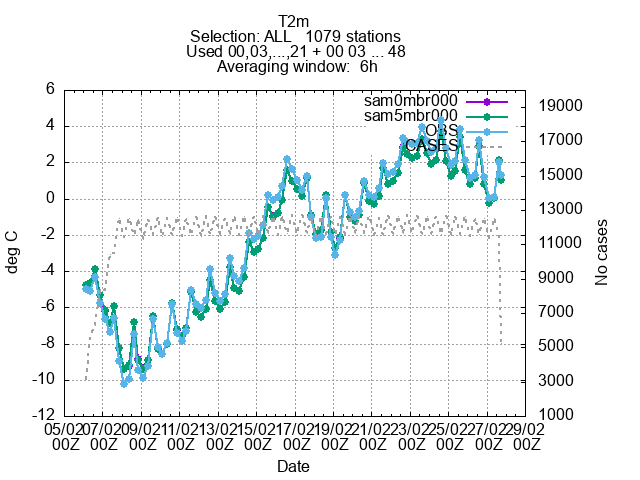 T2m
Selection: ALL   1079 stations
Used 00,03,...,21 + 00 03 ... 48
Averaging window:  6h
sam0mbr000
sam5mbr000
OBS
CASES
deg C
6
4
2
0
-2
-4
-6
-8
-10
-12
No cases
19000
17000
15000
13000
11000
9000
7000
5000
3000
1000
05/02 07/02 09/02 11/02 13/02 15/02 17/02 19/02 21/02 23/02 25/02 27/02 29/02
00Z 00Z 00Z 00Z 00Z 00Z 00Z 00Z 00Z 00Z 00Z 00Z 00Z
Date